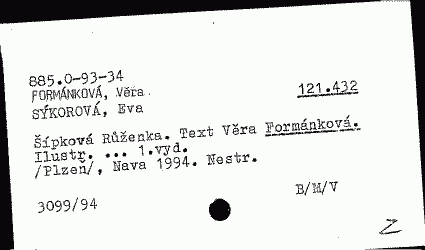 885.0-93-34
FORMÁNKOVÁ, Věra.
121.432
SÝKOROVÁ, Eva
Šípková Růženka. Text Věra Formánková.
Ilustr. ... 1.vyd.
/Plzeň/, Nava 1994. Nestr.
3099/94
B/M/V
Z